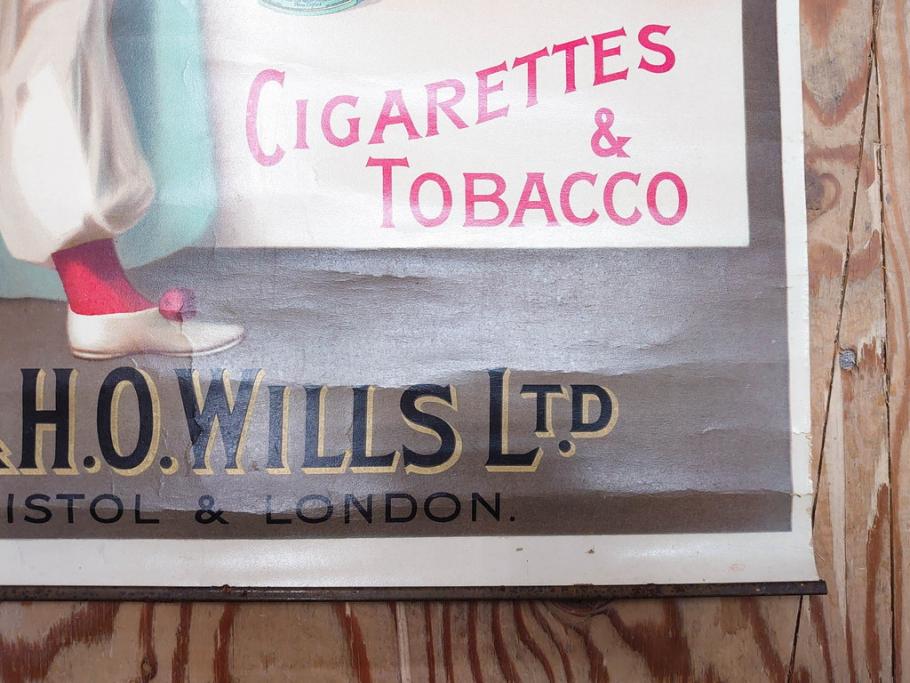 CIGARETTES
&
TOBACCO
& H.O. WILLS LTD
ISTOL & LONDON.